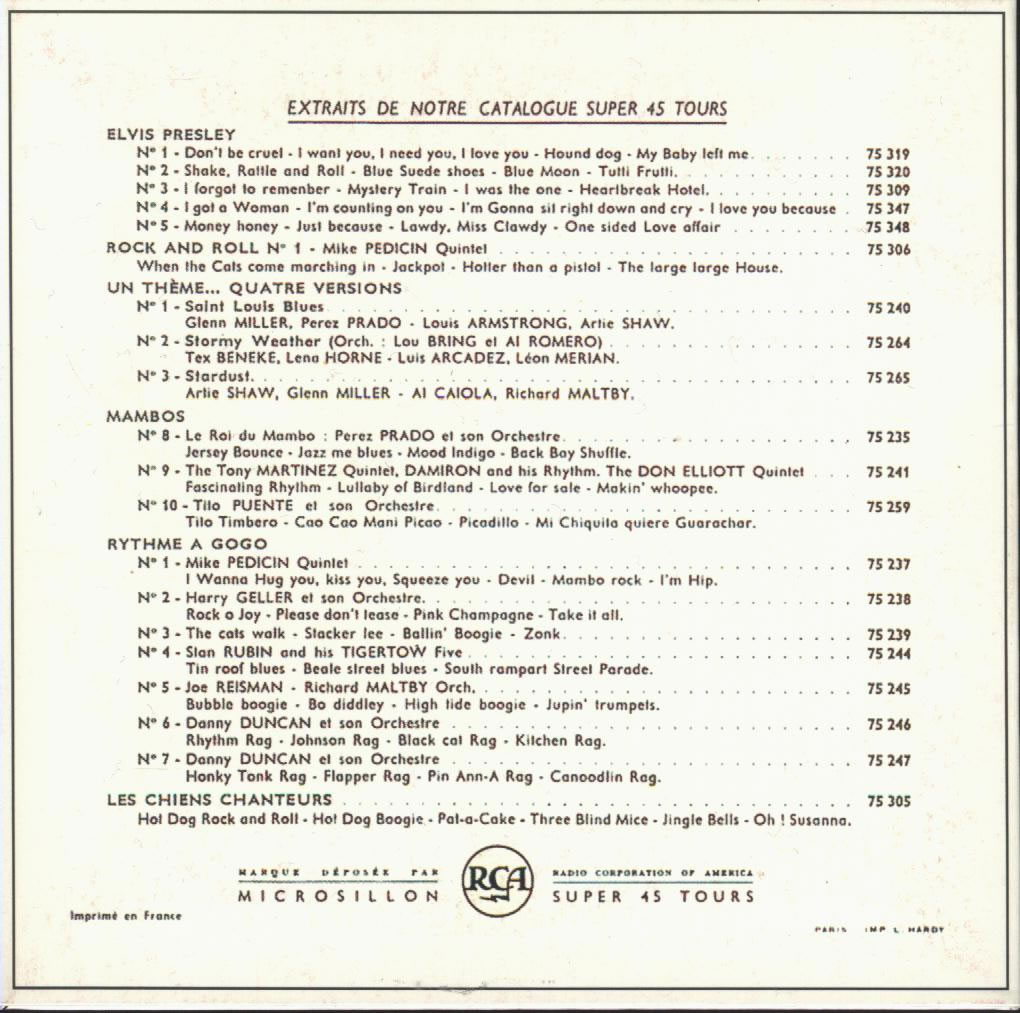 EXTRAITS DE NOTRE CATALOGUE SUPER 45 TOURS
ELVIS PRESLEY
N° 1 - Don't be cruel - I want you, I need you, I love you - Hound dog - My Baby left me. . . . . . . 75 319
N° 2 - Shake, Rattle and Roll - Blue Suede shoes - Blue Moon - Tutti Frutti. . . . . . . . . . 75 320
N° 3 - I forgot to remenber - Mystery Train - I was the one - Heartbreak Hotel. . . . . . . . 75 309
N° 4 - I got a Woman - I'm counting on you - I'm Gonna sit right down and cry - I love you because . 75 347
N° 5 - Money honey - Just because - Lawdy, Miss Clawdy - One sided Love affair . . . . . . . . 75 348
ROCK AND ROLL N° 1 - Mike PEDICIN Quintet . . . . . . . . . . . . . . . . . . . 75 306
When the Cats come marching in - Jackpot - Hotter than a pistol - The large large House.
UN THÈME... QUATRE VERSIONS
N° 1 - Saint Louis Blues . . . . . . . . . . . . . . . . . . . . . . . . . . . . 75 240
Glenn MILLER, Perez PRADO - Louis ARMSTRONG, Artie SHAW.
N° 2 - Stormy Weather (Orch. : Lou BRING et Al ROMERO) . . . . . . . . . . . . . 75 264
Tex BENEKE, Lena HORNE - Luis ARCADEZ, Léon MERIAN.
N° 3 - Stardust. . . . . . . . . . . . . . . . . . . . . . . . . . . . . . . . . 75 265
Artie SHAW, Glenn MILLER - Al CAIOLA, Richard MALTBY.
MAMBOS
N° 8 - Le Roi du Mambo : Perez PRADO et son Orchestre. . . . . . . . . . . . . . . 75 235
Jersey Bounce - Jazz me blues - Mood Indigo - Back Bay Shuffle.
N° 9 - The Tony MARTINEZ Quintet, DAMIRON and his Rhythm. The DON ELLIOTT Quintet . . . 75 241
Fascinating Rhythm - Lullaby of Birdland - Love for sale - Makin' whoopee.
N° 10 - Tito PUENTE et son Orchestre. . . . . . . . . . . . . . . . . . . . . . . 75 259
Tito Timbero - Cao Cao Mani Picao - Picadillo - Mi Chiquita quiere Guarachar.
RYTHME A GOGO
N° 1 - Mike PEDICIN Quintet . . . . . . . . . . . . . . . . . . . . . . . . . . . 75 237
I Wanna Hug you, kiss you, Squeeze you - Devil - Mambo rock - I'm Hip.
N° 2 - Harry GELLER et son Orchestre. . . . . . . . . . . . . . . . . . . . . . . 75 238
Rock o Joy - Please don't tease - Pink Champagne - Take it all.
N° 3 - The cats walk - Stacker lee - Ballin' Boogie - Zonk. . . . . . . . . . . . . 75 239
N° 4 - Stan RUBIN and his TIGERTOW Five . . . . . . . . . . . . . . . . . . . . . 75 244
Tin roof blues - Beale street blues - South rampart Street Parade.
N° 5 - Joe REISMAN - Richard MALTBY Orch. . . . . . . . . . . . . . . . . . . . . 75 245
Bubble boogie - Bo diddley - High tide boogie - Jupin' trumpets.
N° 6 - Danny DUNCAN et son Orchestre . . . . . . . . . . . . . . . . . . . . . . 75 246
Rhythm Rag - Johnson Rag - Black cat Rag - Kitchen Rag.
N° 7 - Danny DUNCAN et son Orchestre . . . . . . . . . . . . . . . . . . . . . . 75 247
Honky Tonk Rag - Flapper Rag - Pin Ann-A Rag - Canoodlin Rag.
LES CHIENS CHANTEURS . . . . . . . . . . . . . . . . . . . . . . . . . . . . . . 75 305
Hot Dog Rock and Roll - Hot Dog Boogie - Pat-a-Cake - Three Blind Mice - Jingle Bells - Oh ! Susanna.
MARQUE DÉPOSÉE PAR RCA RADIO CORPORATION OF AMERICA
MICROSILLON SUPER 45 TOURS
Imprimé en France
PARIS IMP L. HARDY